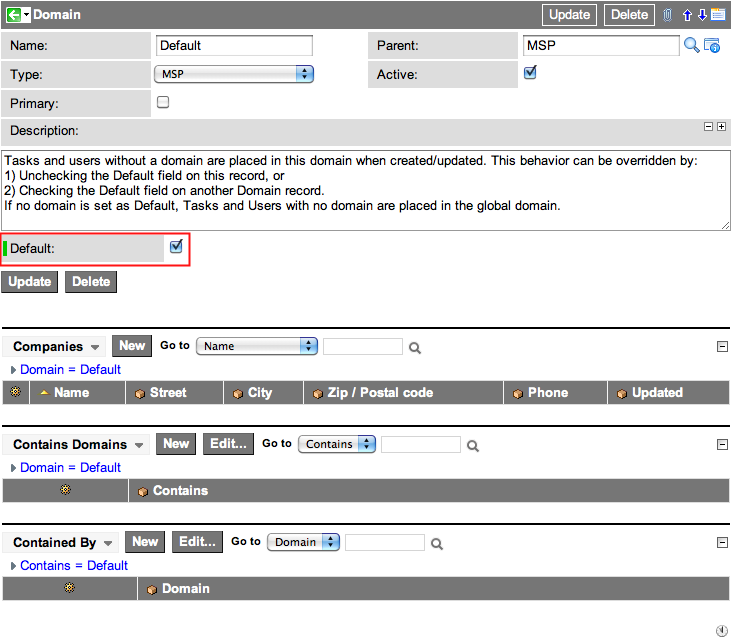 Domain Update Delete
Name: Default Parent: MSP
Type: MSP Active:
Primary:
Description:
Tasks and users without a domain are placed in this domain when created/updated. This behavior can be overridden by:
1) Unchecking the Default field on this record, or
2) Checking the Default field on another Domain record.
If no domain is set as Default, Tasks and Users with no domain are placed in the global domain.
Default:
Update Delete
Companies New Go to Name
Domain = Default
Name Street City Zip / Postal code Phone Updated
Contains Domains New Edit... Go to Contains
Domain = Default
Contains
Contained By New Edit... Go to Domain
Contains = Default
Domain